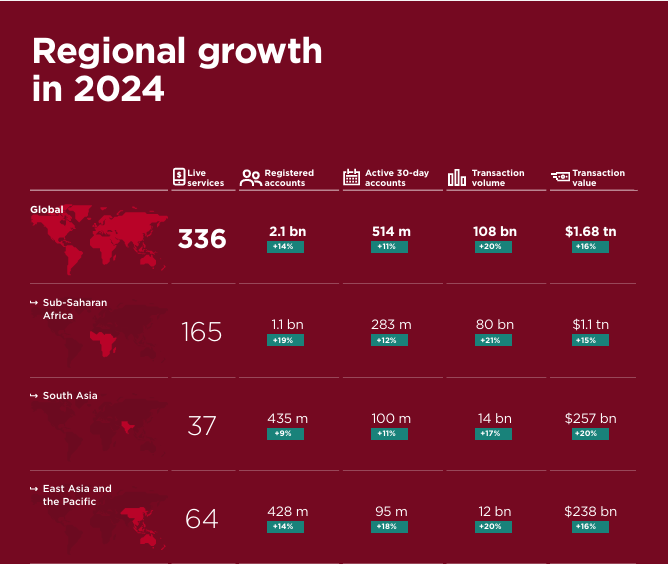 Regional growth
in 2024
Live
services
Registered
accounts
Active 30-day
accounts
Transaction
volume
Transaction
value
Global
336
2.1 bn
+14%
514 m
+11%
108 bn
+20%
$1.68 tn
+16%
↪ Sub-Saharan
Africa
165
1.1 bn
+19%
283 m
+12%
80 bn
+21%
$1.1 tn
+15%
↪ South Asia
37
435 m
+9%
100 m
+11%
14 bn
+17%
$257 bn
+20%
↪ East Asia and
the Pacific
64
428 m
+14%
95 m
+18%
12 bn
+20%
$238 bn
+16%